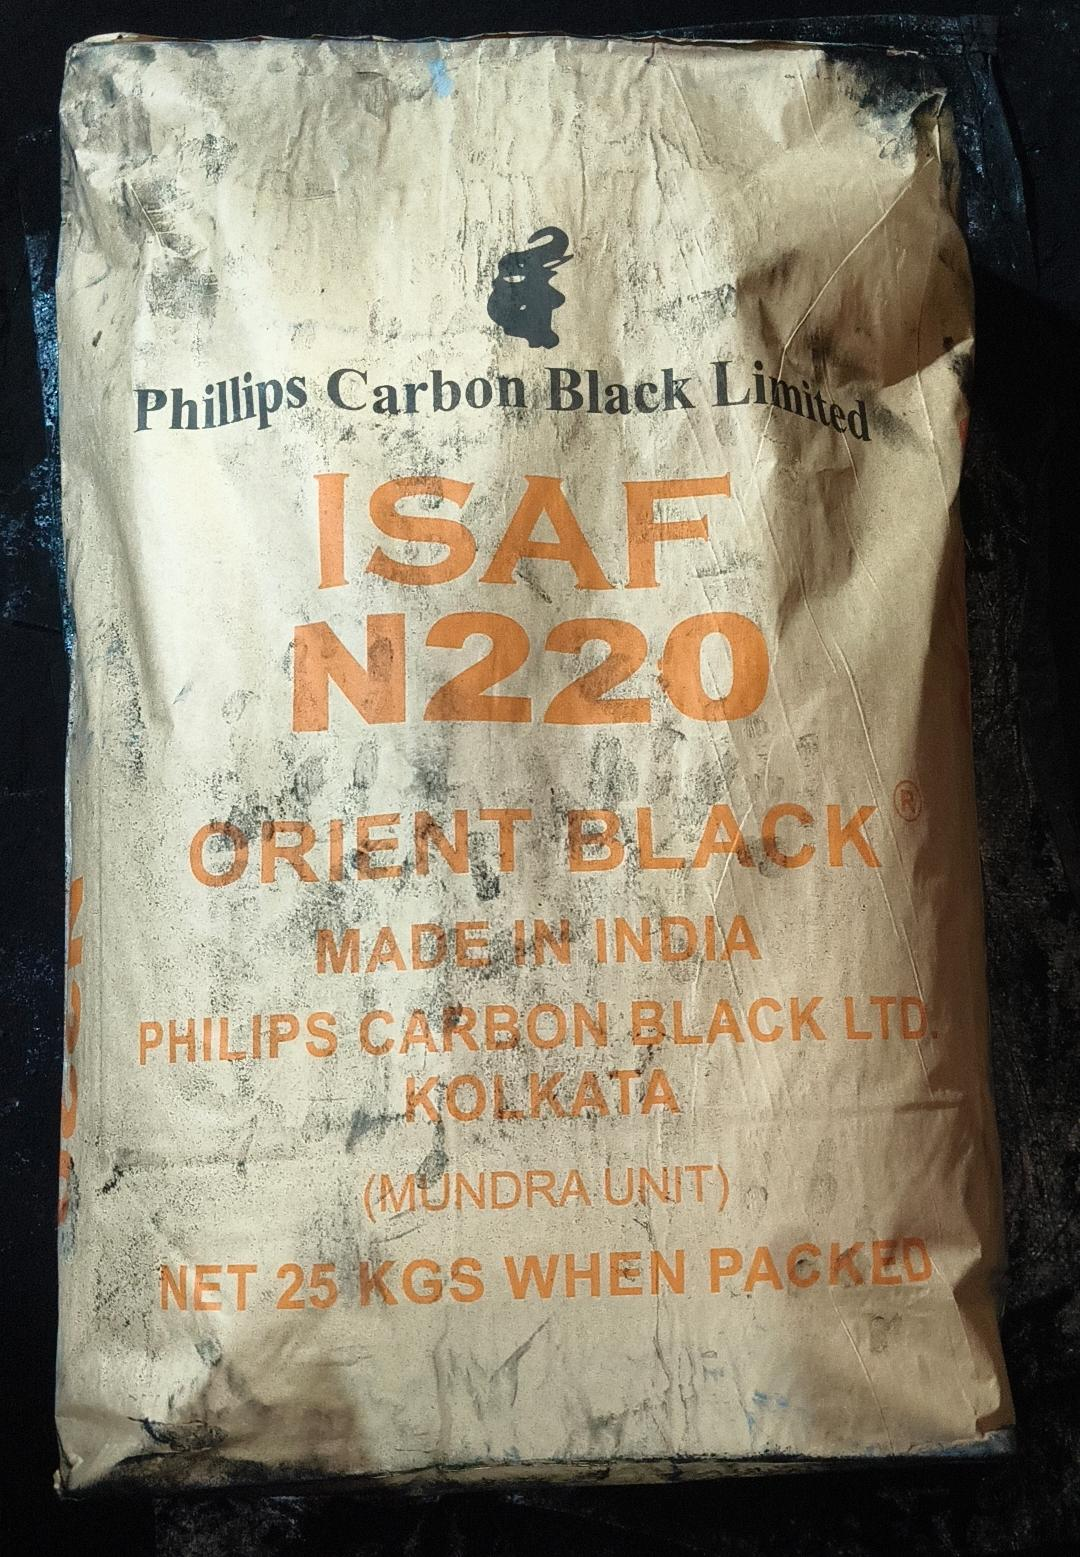 Phillips Carbon Black Limited
ISAF
N220
ORIENT BLACK ®
MADE IN INDIA
PHILIPS CARBON BLACK LTD.
KOLKATA
(MUNDRA UNIT)
NET 25 KGS WHEN PACKED